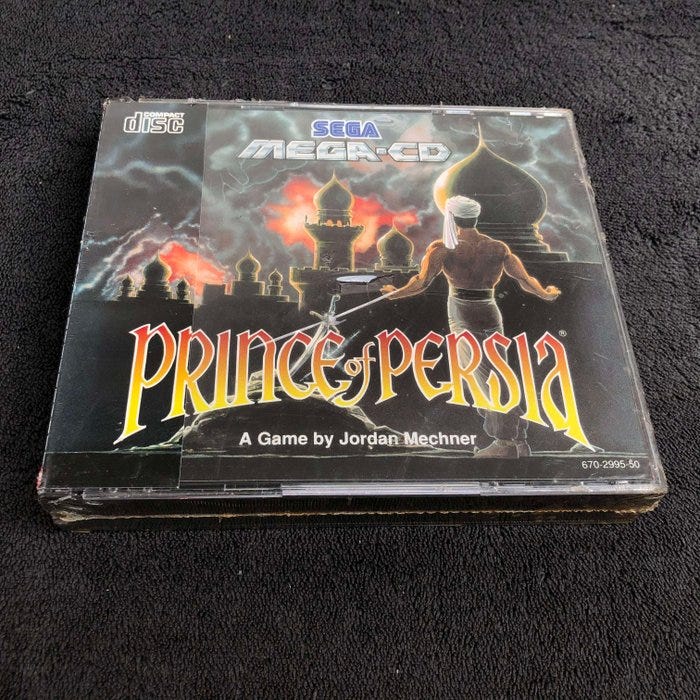 COMPACT
disc
SEGA
MEGA-CD
PRINCE of PERSIA®
A Game by Jordan Mechner
670-2995-50